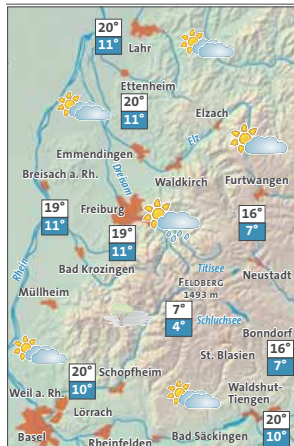 20°
11°
Lahr
Ettenheim
20°
11°
Elzach
Elz
Emmendingen
Dreisam
Breisach a. Rh.
Waldkirch
Furtwangen
19°
11°
Freiburg
16°
7°
19°
11°
Rhein
Bad Krozingen
Titisee
Neustadt
FELDBERG
1493 m
Müllheim
7°
4°
Schluchsee
Bonndorf
St. Blasien
16°
7°
20°
10°
Schopfheim
Weil a. Rh.
Waldshut-
Tiengen
Lörrach
20°
10°
Basel
Rheinfelden
Bad Säckingen